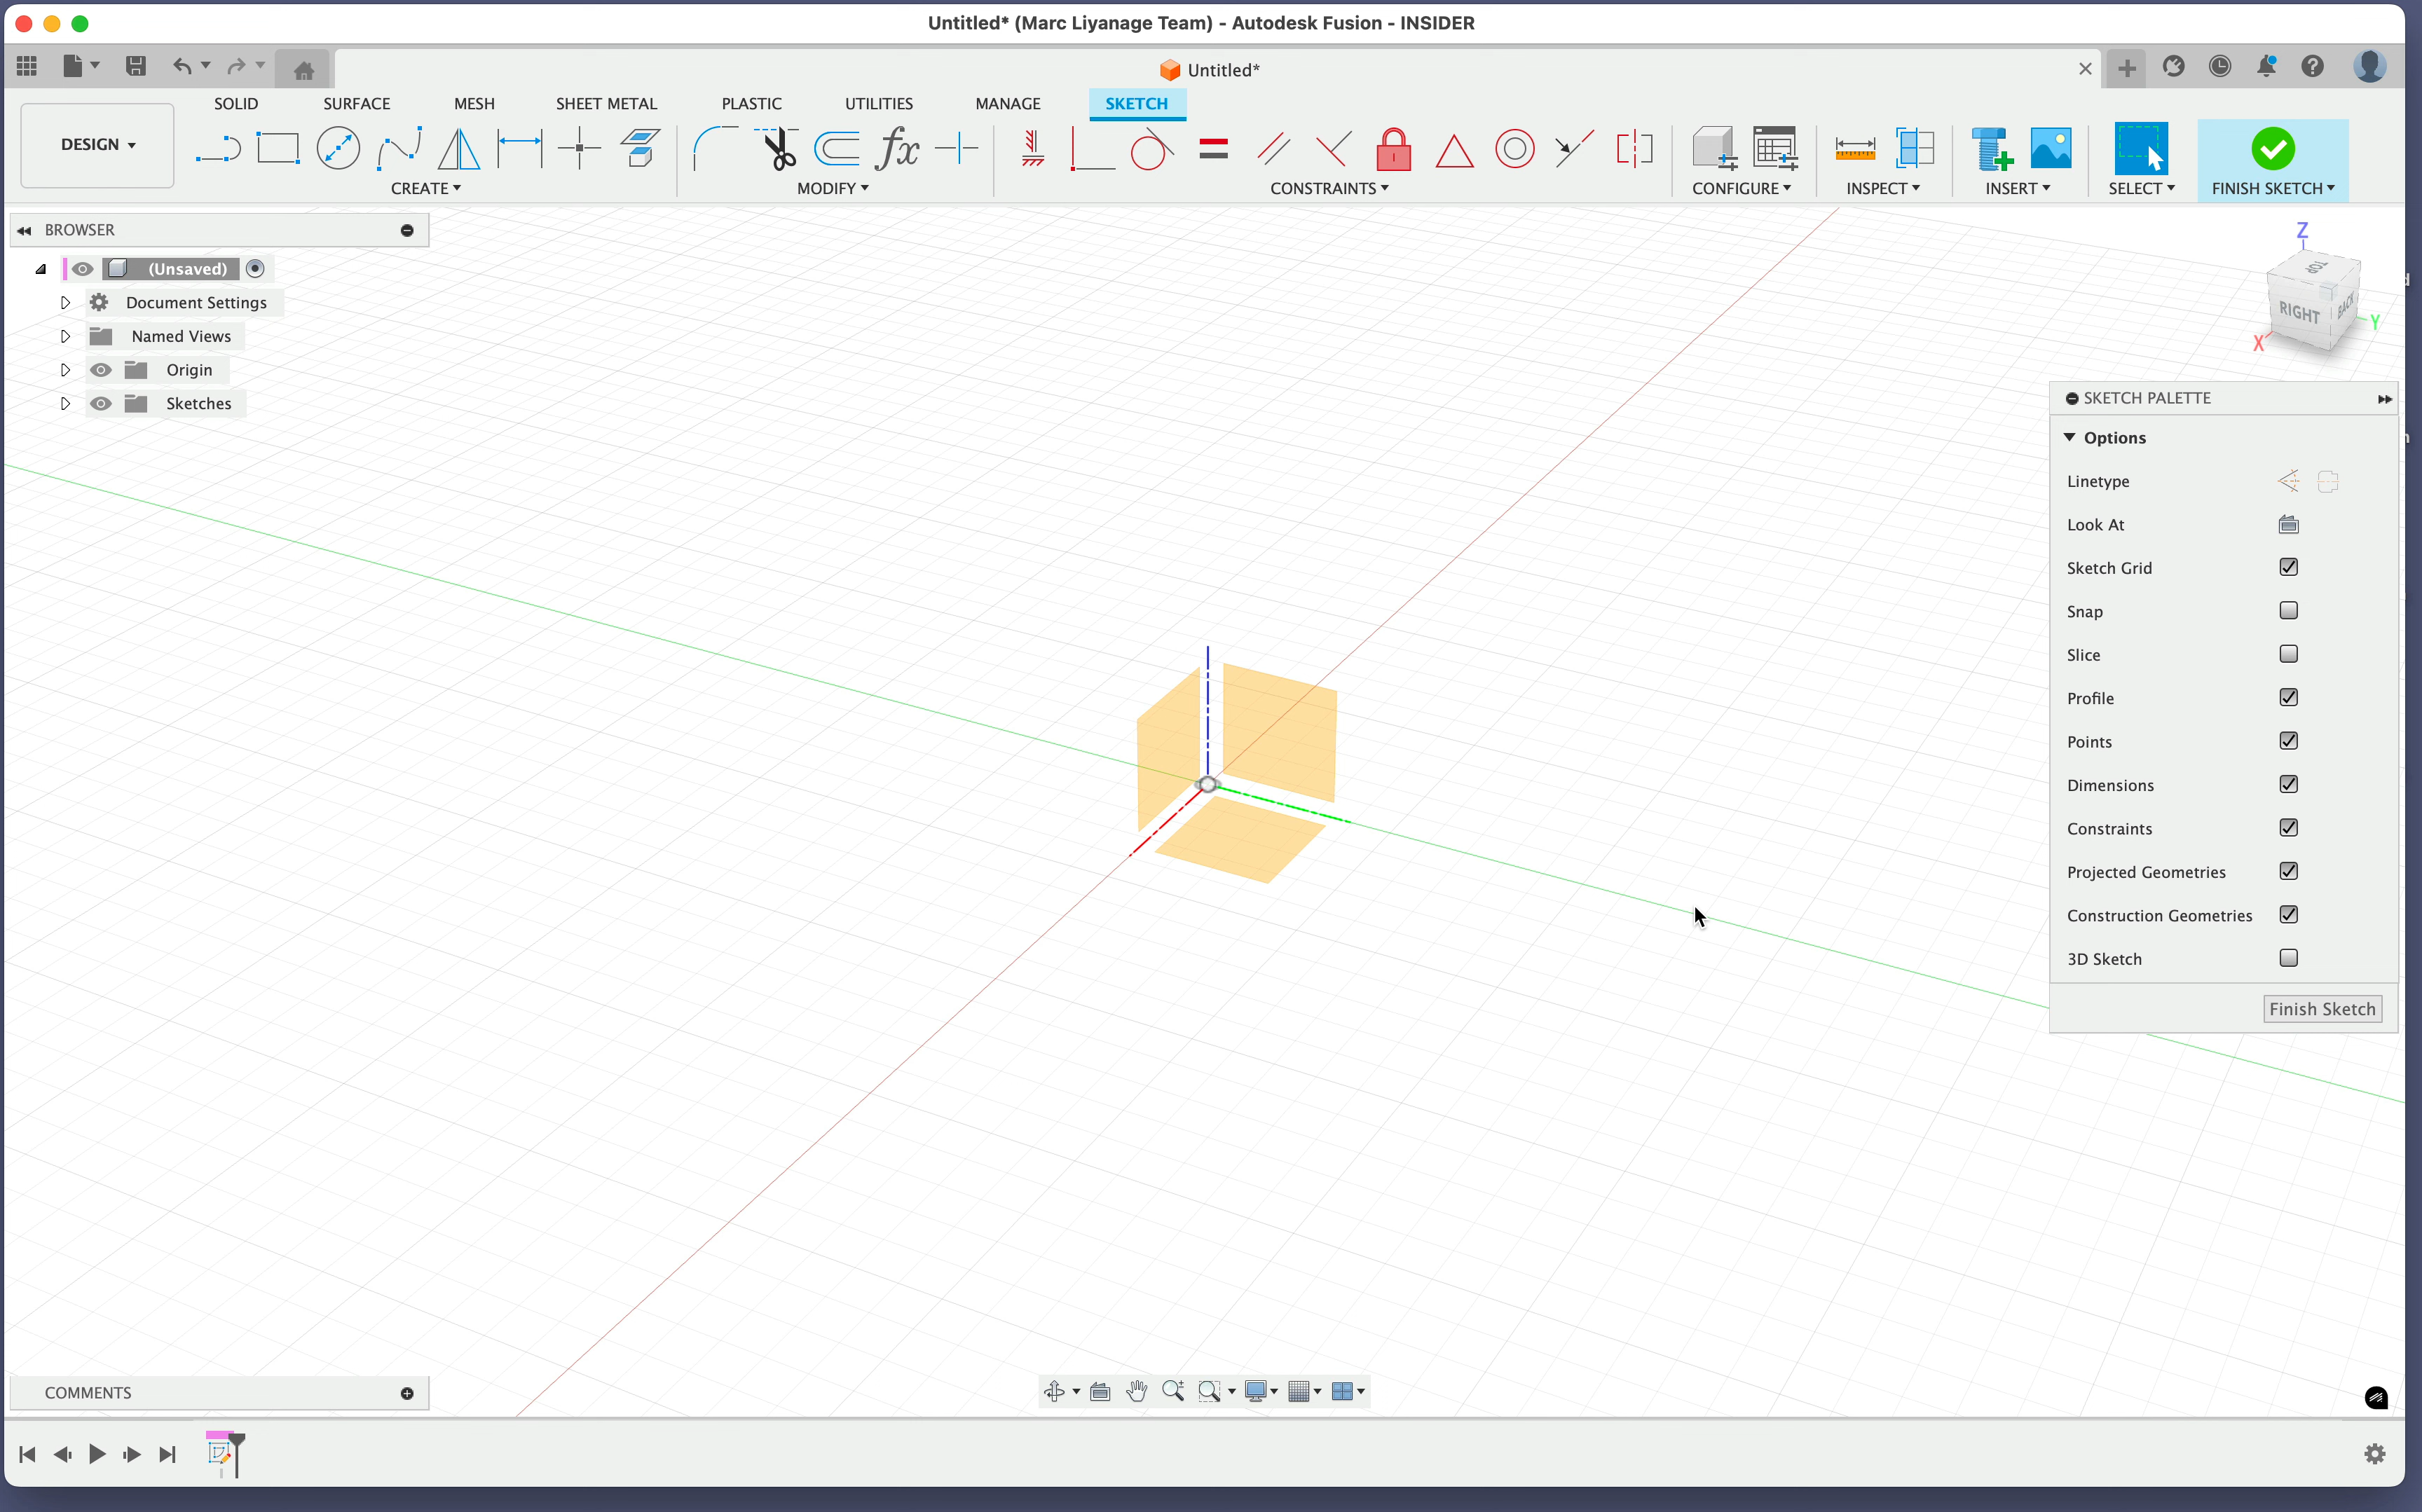 Untitled* (Marc Liyanage Team) - Autodesk Fusion - INSIDER
Untitled*
SOLID SURFACE MESH SHEET METAL PLASTIC UTILITIES MANAGE SKETCH
DESIGN
fx
CREATE MODIFY CONSTRAINTS CONFIGURE INSPECT INSERT SELECT FINISH SKETCH
BROWSER
(Unsaved)
Document Settings
Named Views
Origin
Sketches
Z
TOP
RIGHT
BACK
X
Y
SKETCH PALETTE
Options
Linetype
Look At
Sketch Grid
Snap
Slice
Profile
Points
Dimensions
Constraints
Projected Geometries
Construction Geometries
3D Sketch
Finish Sketch
COMMENTS